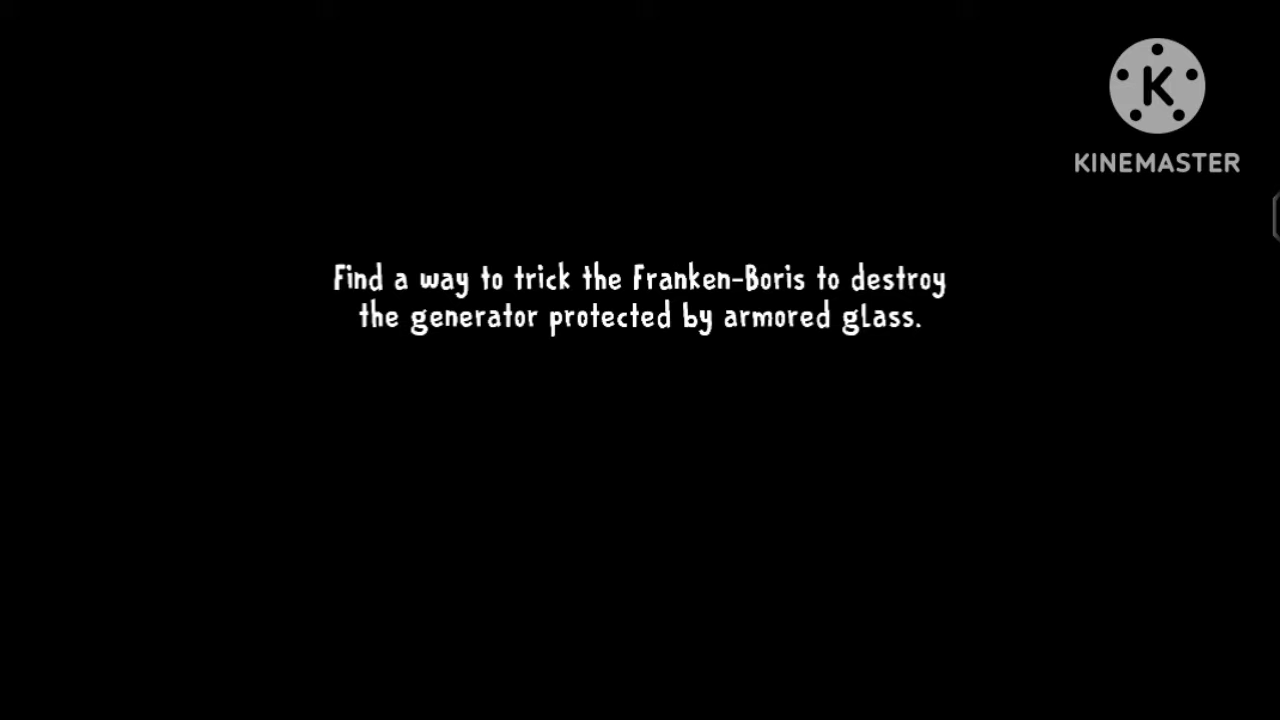 K
KINEMASTER
Find a way to trick the Franken-Boris to destroy
the generator protected by armored glass.